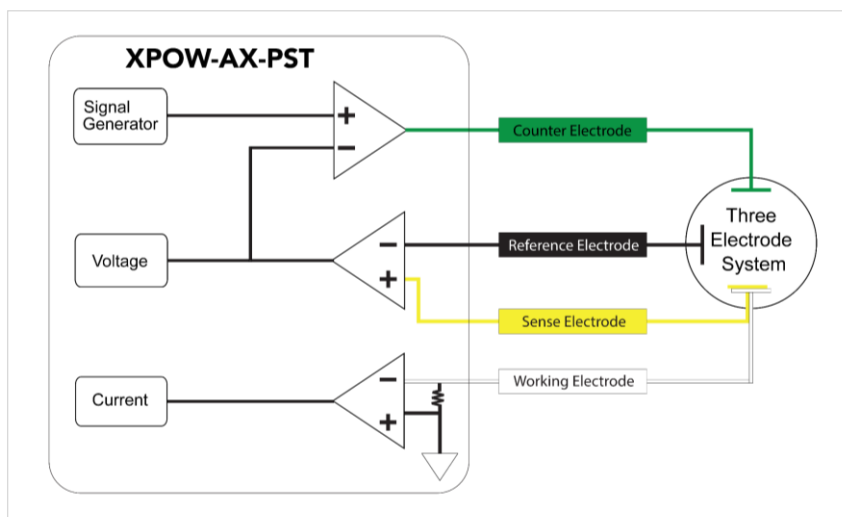 XPOW-AX-PST
Signal
Generator
+
−
Counter Electrode
Three
Electrode
System
Voltage
−
+
Reference Electrode
Sense Electrode
Current
−
+
Working Electrode